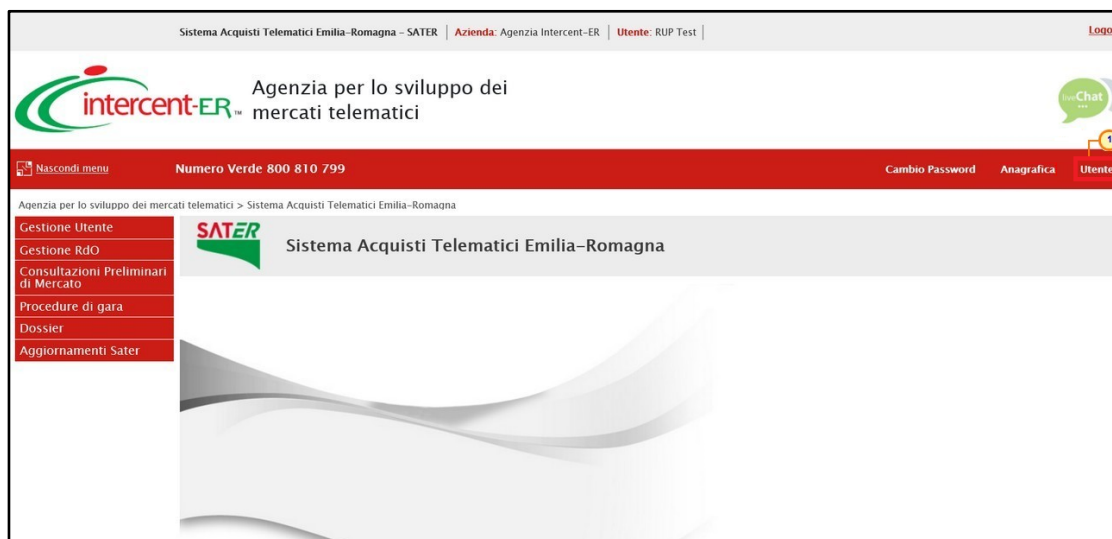 Sistema Acquisti Telematici Emilia-Romagna - SATER | Azienda: Agenzia Intercent-ER | Utente: RUP Test |
Logo
intercent-ER™
Agenzia per lo sviluppo dei
mercati telematici
liveChat
1
Nascondi menu
Numero Verde 800 810 799
Cambio Password
Anagrafica
Utente
Agenzia per lo sviluppo dei mercati telematici > Sistema Acquisti Telematici Emilia-Romagna
Gestione Utente
Gestione RdO
Consultazioni Preliminari
di Mercato
Procedure di gara
Dossier
Aggiornamenti Sater
SATER
Sistema Acquisti Telematici Emilia-Romagna